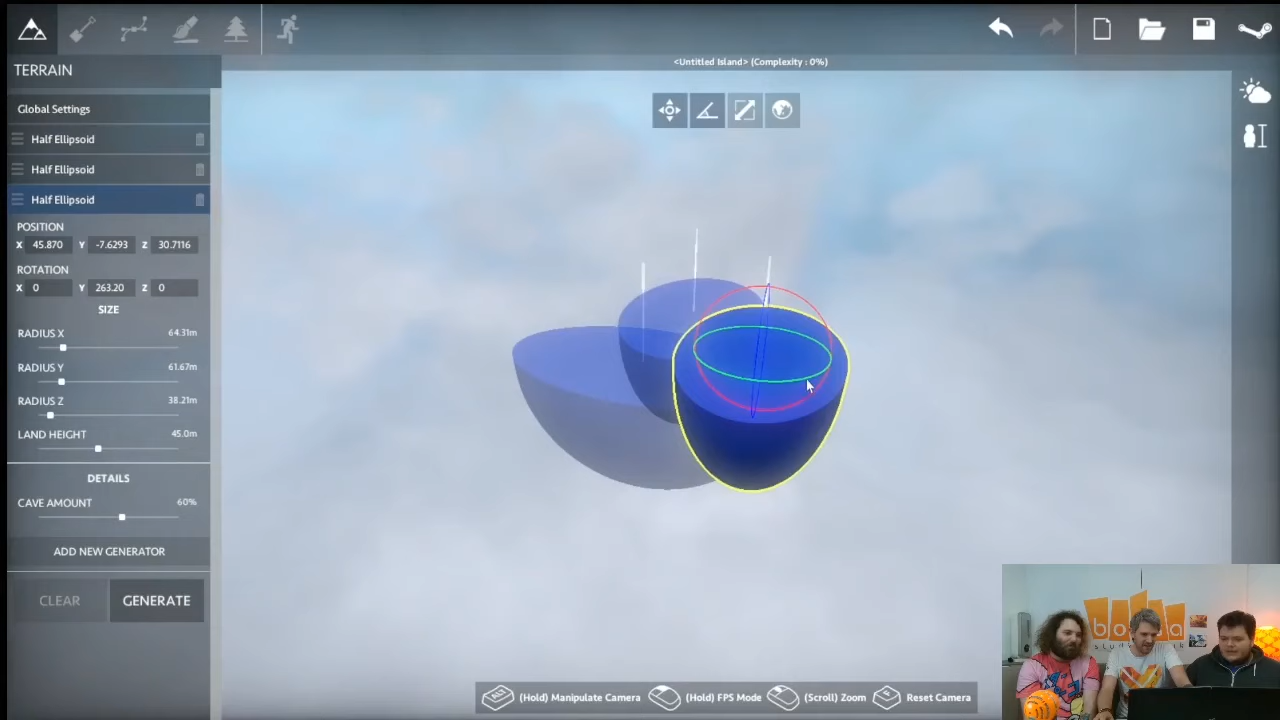 <Untitled Island> (Complexity : 0%)
TERRAIN
Global Settings
Half Ellipsoid
Half Ellipsoid
Half Ellipsoid
POSITION
X 45.870 Y -7.6293 Z 30.7116
ROTATION
X 0 Y 263.20 Z 0
SIZE
RADIUS X 64.31m
RADIUS Y 61.67m
RADIUS Z 38.21m
LAND HEIGHT 45.0m
DETAILS
CAVE AMOUNT 60%
ADD NEW GENERATOR
CLEAR GENERATE
(Hold) Manipulate Camera (Hold) FPS Mode (Scroll) Zoom Reset Camera